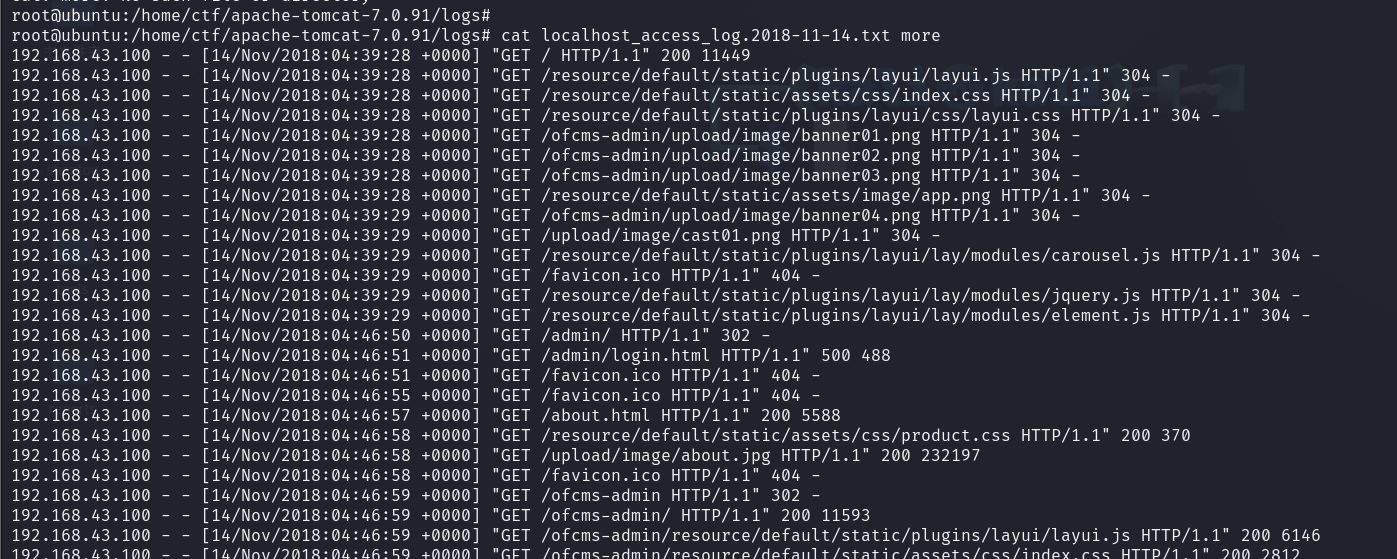 root@ubuntu:/home/ctf/apache-tomcat-7.0.91/logs#
root@ubuntu:/home/ctf/apache-tomcat-7.0.91/logs# cat localhost_access_log.2018-11-14.txt more
192.168.43.100 - - [14/Nov/2018:04:39:28 +0000] "GET / HTTP/1.1" 200 11449
192.168.43.100 - - [14/Nov/2018:04:39:28 +0000] "GET /resource/default/static/plugins/layui/layui.js HTTP/1.1" 304 -
192.168.43.100 - - [14/Nov/2018:04:39:28 +0000] "GET /resource/default/static/assets/css/index.css HTTP/1.1" 304 -
192.168.43.100 - - [14/Nov/2018:04:39:28 +0000] "GET /resource/default/static/plugins/layui/css/layui.css HTTP/1.1" 304 -
192.168.43.100 - - [14/Nov/2018:04:39:28 +0000] "GET /ofcms-admin/upload/image/banner01.png HTTP/1.1" 304 -
192.168.43.100 - - [14/Nov/2018:04:39:28 +0000] "GET /ofcms-admin/upload/image/banner02.png HTTP/1.1" 304 -
192.168.43.100 - - [14/Nov/2018:04:39:28 +0000] "GET /ofcms-admin/upload/image/banner03.png HTTP/1.1" 304 -
192.168.43.100 - - [14/Nov/2018:04:39:28 +0000] "GET /resource/default/static/assets/image/app.png HTTP/1.1" 304 -
192.168.43.100 - - [14/Nov/2018:04:39:29 +0000] "GET /ofcms-admin/upload/image/banner04.png HTTP/1.1" 304 -
192.168.43.100 - - [14/Nov/2018:04:39:29 +0000] "GET /upload/image/cast01.png HTTP/1.1" 304 -
192.168.43.100 - - [14/Nov/2018:04:39:29 +0000] "GET /resource/default/static/plugins/layui/lay/modules/carousel.js HTTP/1.1" 304 -
192.168.43.100 - - [14/Nov/2018:04:39:29 +0000] "GET /favicon.ico HTTP/1.1" 404 -
192.168.43.100 - - [14/Nov/2018:04:39:29 +0000] "GET /resource/default/static/plugins/layui/lay/modules/jquery.js HTTP/1.1" 304 -
192.168.43.100 - - [14/Nov/2018:04:39:29 +0000] "GET /resource/default/static/plugins/layui/lay/modules/element.js HTTP/1.1" 304 -
192.168.43.100 - - [14/Nov/2018:04:46:50 +0000] "GET /admin/ HTTP/1.1" 302 -
192.168.43.100 - - [14/Nov/2018:04:46:51 +0000] "GET /admin/login.html HTTP/1.1" 500 488
192.168.43.100 - - [14/Nov/2018:04:46:51 +0000] "GET /favicon.ico HTTP/1.1" 404 -
192.168.43.100 - - [14/Nov/2018:04:46:55 +0000] "GET /favicon.ico HTTP/1.1" 404 -
192.168.43.100 - - [14/Nov/2018:04:46:57 +0000] "GET /about.html HTTP/1.1" 200 5588
192.168.43.100 - - [14/Nov/2018:04:46:58 +0000] "GET /resource/default/static/assets/css/product.css HTTP/1.1" 200 370
192.168.43.100 - - [14/Nov/2018:04:46:58 +0000] "GET /upload/image/about.jpg HTTP/1.1" 200 232197
192.168.43.100 - - [14/Nov/2018:04:46:58 +0000] "GET /favicon.ico HTTP/1.1" 404 -
192.168.43.100 - - [14/Nov/2018:04:46:59 +0000] "GET /ofcms-admin HTTP/1.1" 302 -
192.168.43.100 - - [14/Nov/2018:04:46:59 +0000] "GET /ofcms-admin/ HTTP/1.1" 200 11593
192.168.43.100 - - [14/Nov/2018:04:46:59 +0000] "GET /ofcms-admin/resource/default/static/plugins/layui/layui.js HTTP/1.1" 200 6146
192.168.43.100 - - [14/Nov/2018:04:46:59 +0000] "GET /ofcms-admin/resource/default/static/assets/css/index.css HTTP/1.1" 200 2812